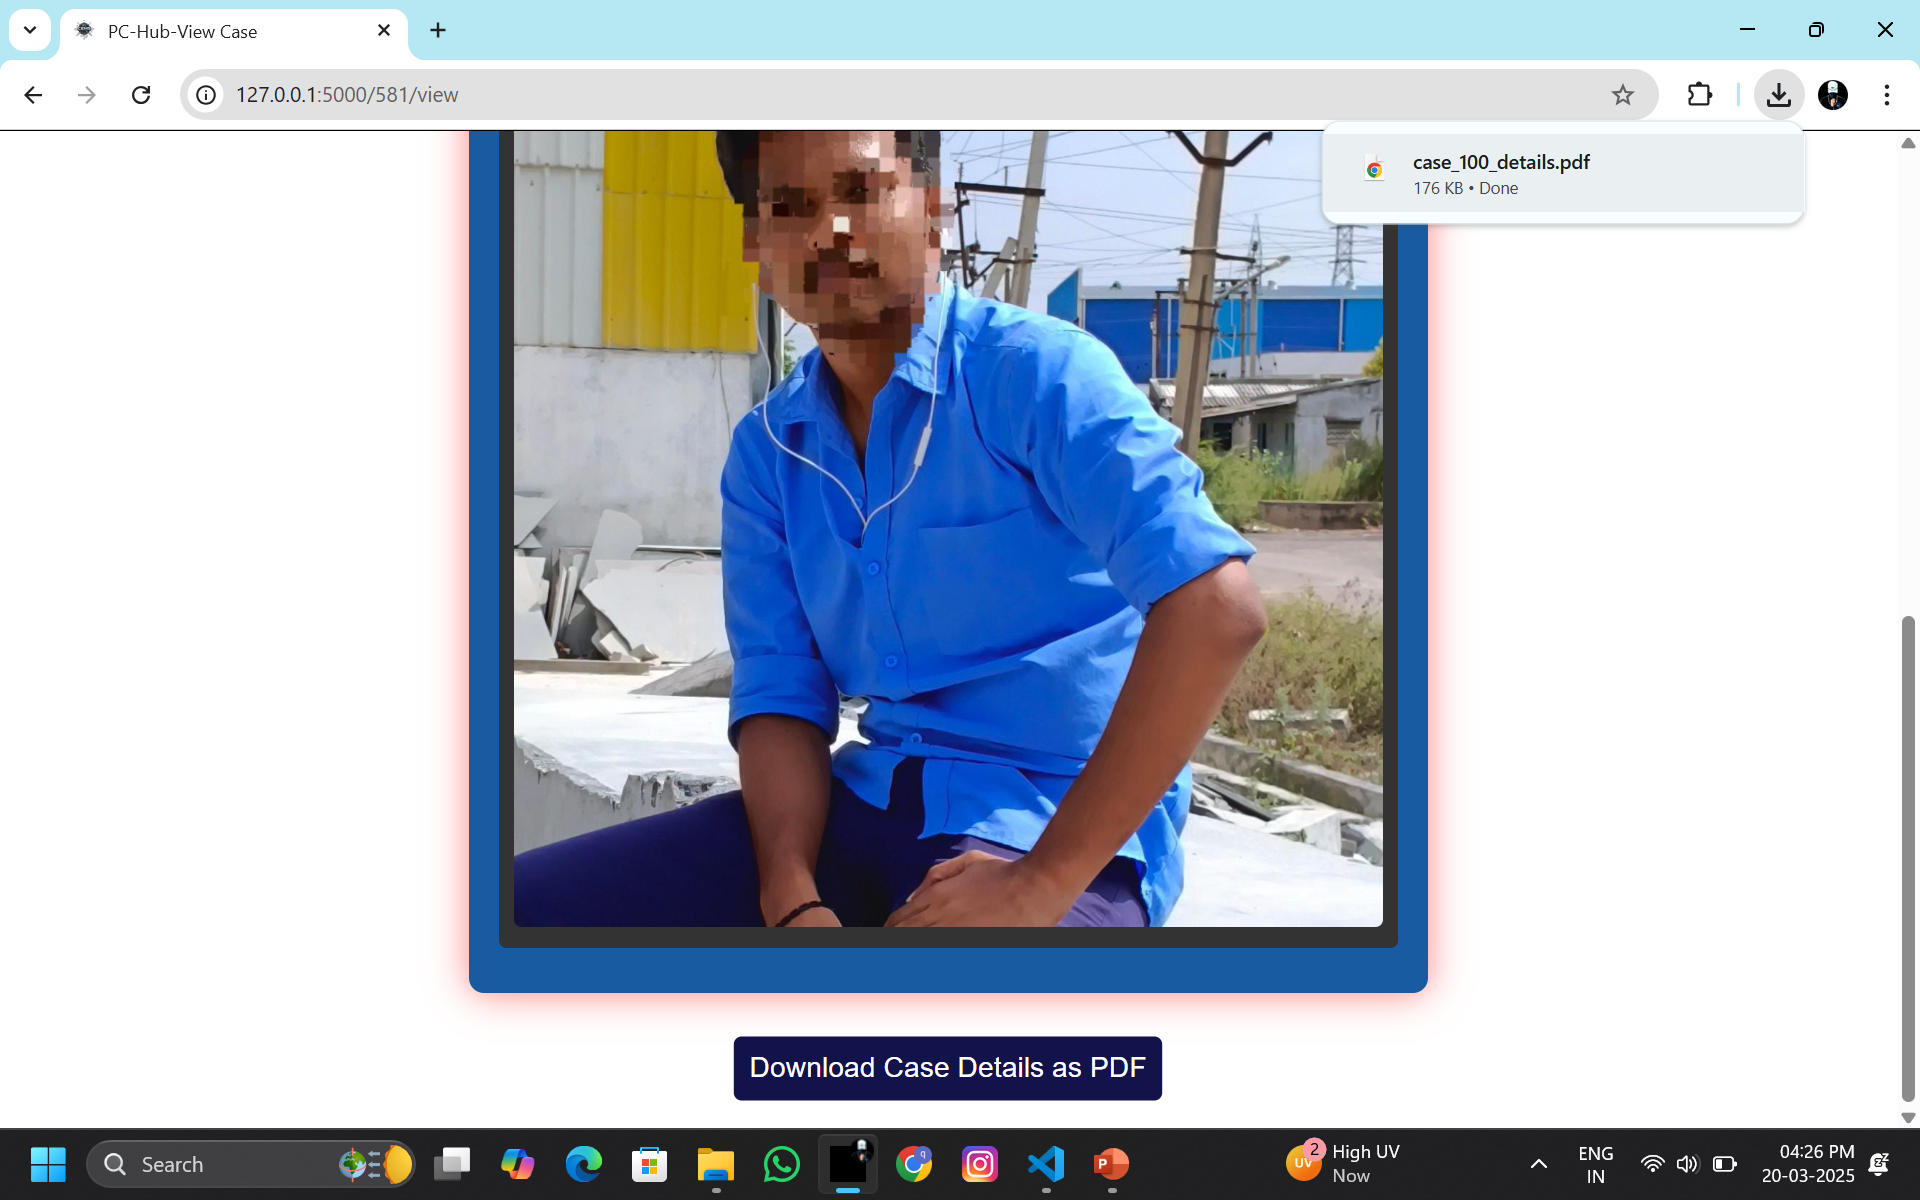 PC-Hub-View Case
127.0.0.1:5000/581/view
case_100_details.pdf
176 KB • Done
Download Case Details as PDF
Search
UV
2
High UV
Now
ENG
IN
04:26 PM
20-03-2025